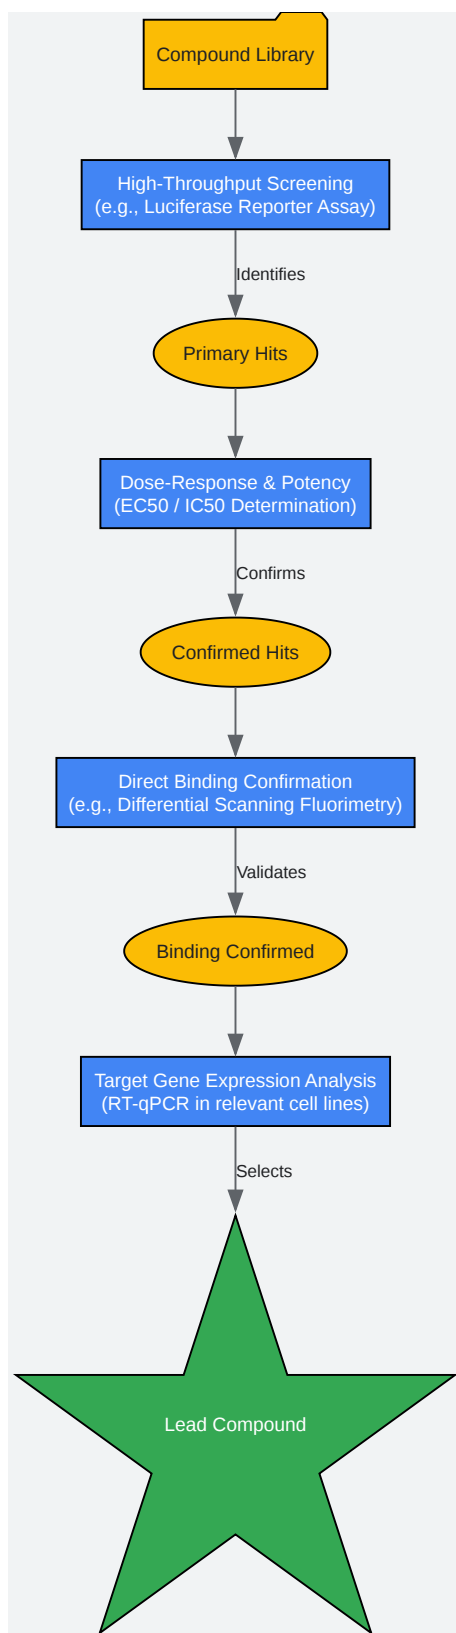 Compound Library
High-Throughput Screening
(e.g., Luciferase Reporter Assay)
Identifies
Primary Hits
Dose-Response & Potency
(EC50 / IC50 Determination)
Confirms
Confirmed Hits
Direct Binding Confirmation
(e.g., Differential Scanning Fluorimetry)
Validates
Binding Confirmed
Target Gene Expression Analysis
(RT-qPCR in relevant cell lines)
Selects
Lead Compound